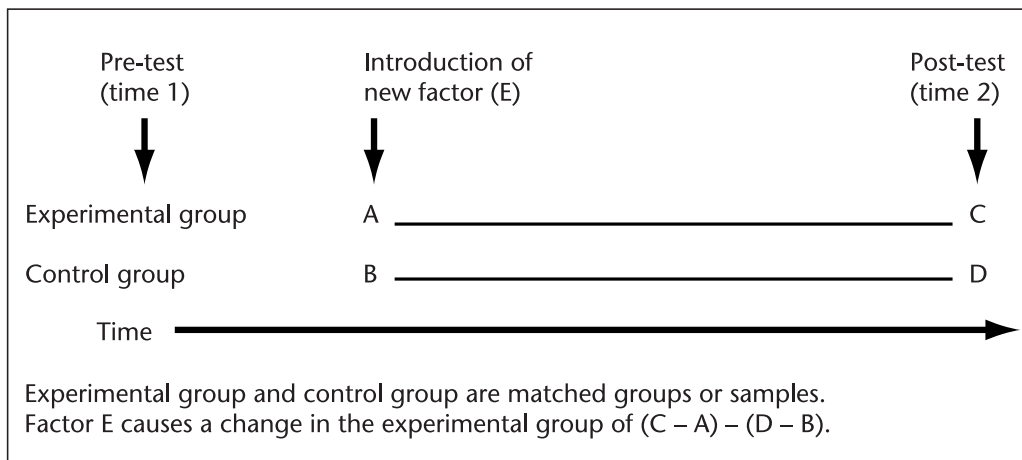 Pre-test
(time 1)
Introduction of
new factor (E)
Post-test
(time 2)
Experimental group A C
Control group B D
Time
Experimental group and control group are matched groups or samples.
Factor E causes a change in the experimental group of (C – A) – (D – B).